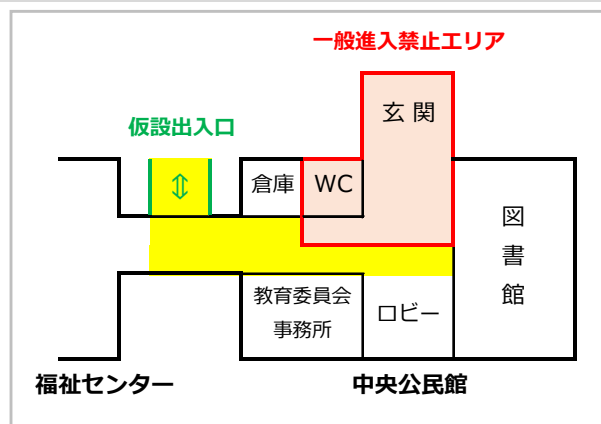 一般進入禁止エリア
玄 関
仮設出入口
⇕
倉庫
WC
図
書
館
教育委員会
事務所
ロビー
福祉センター
中央公民館